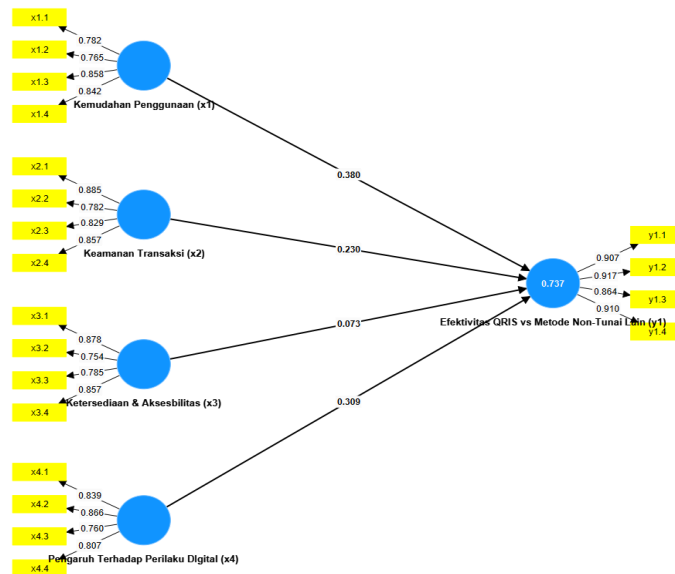 x1.1
0.782
x1.2
0.765
x1.3
0.858
x1.4
0.842
Kemudahan Penggunaan (x1)
0.380
x2.1
0.885
x2.2
0.782
x2.3
0.829
x2.4
0.857
Keamanan Transaksi (x2)
0.230
x3.1
0.878
x3.2
0.754
x3.3
0.785
x3.4
0.857
Ketersediaan & Aksesbilitas (x3)
0.073
x4.1
0.839
x4.2
0.866
x4.3
0.760
x4.4
0.807
Pengaruh Terhadap Perilaku DIgital (x4)
0.309
0.737
y1.1
0.907
y1.2
0.917
y1.3
0.864
y1.4
0.910
Efektivitas QRIS vs Metode Non-Tunai Lain (y1)